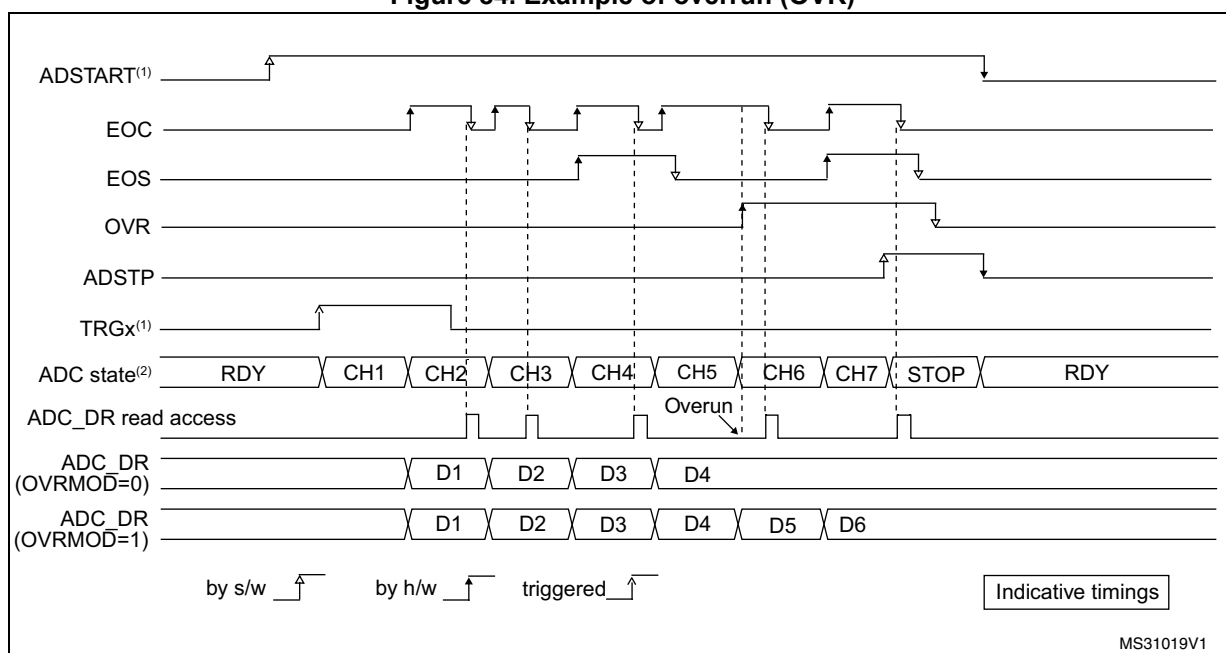 Figure 84. Example of overrun (OVR)
ADSTART(1)
EOC
EOS
OVR
ADSTP
TRGx(1)
ADC state(2) RDY CH1 CH2 CH3 CH4 CH5 CH6 CH7 STOP RDY
ADC_DR read access
Overun
ADC_DR
(OVRMOD=0)
D1 D2 D3 D4
ADC_DR
(OVRMOD=1)
D1 D2 D3 D4 D5 D6
by s/w by h/w triggered
Indicative timings
MS31019V1